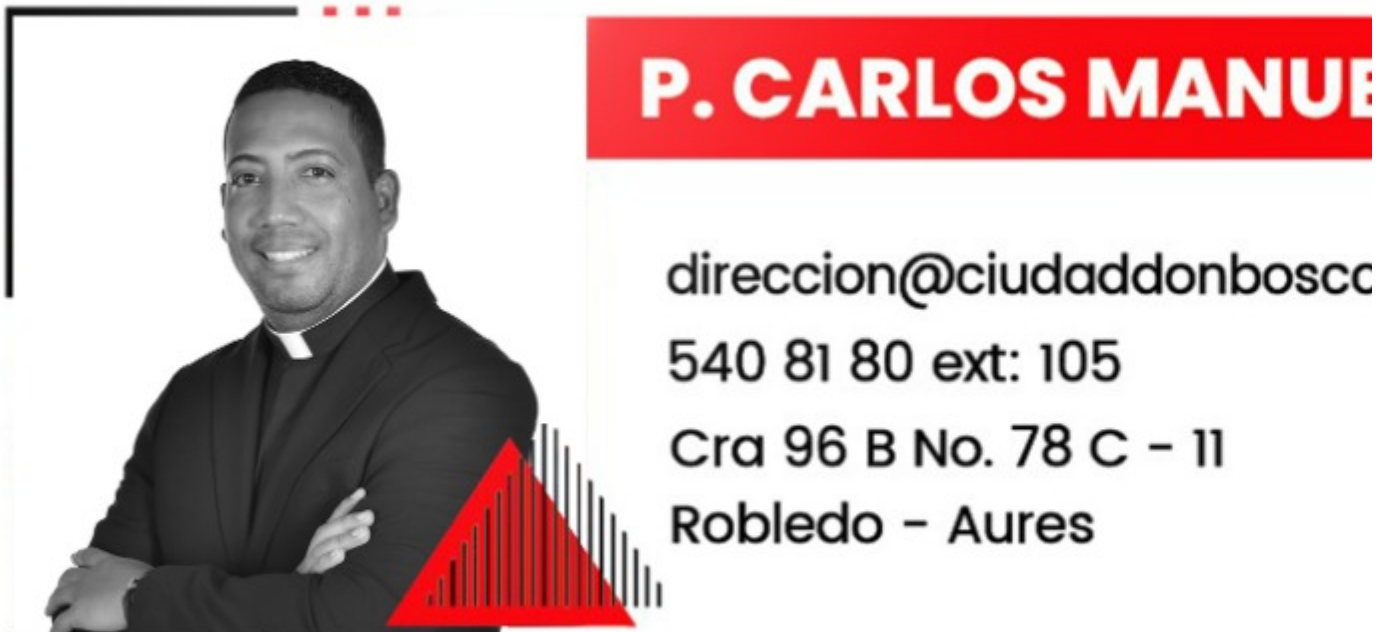 P. CARLOS MANUE
direccion@ciudaddonbosco
540 81 80 ext: 105
Cra 96 B No. 78 C - 11
Robledo - Aures